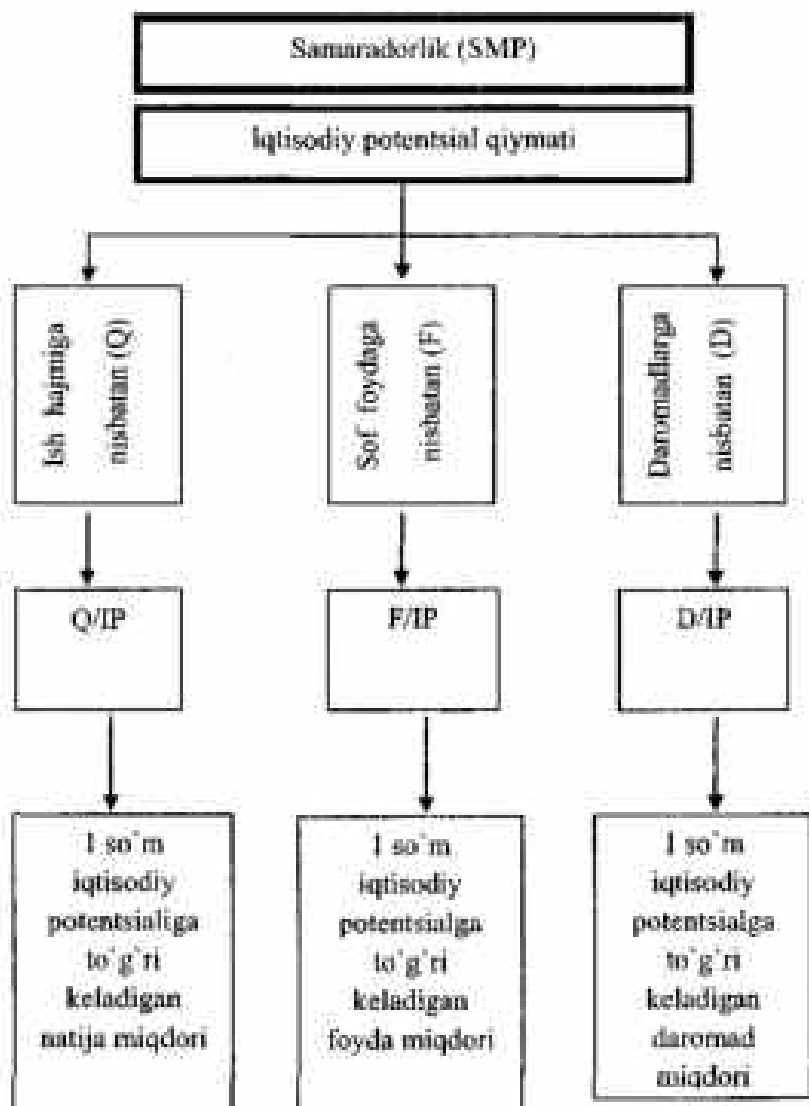 Samaradorlik (SMP)
Iqtisodiy potentsial qiymati
Ish hajmiga
nisbatan (Q)
Sof foydaga
nisbatan (F)
Daromadlarga
nisbatan (D)
Q/IP
F/IP
D/IP
1 so`m
iqtisodiy
potentsialiga
to`g`ri
keladigan
natija miqdori
1 so`m
iqtisodiy
potentsialga
to`g`ri
keladigan
foyda miqdori
1 so`m
iqtisodiy
potentsialga
to`g`ri
keladigan
daromad
miqdori